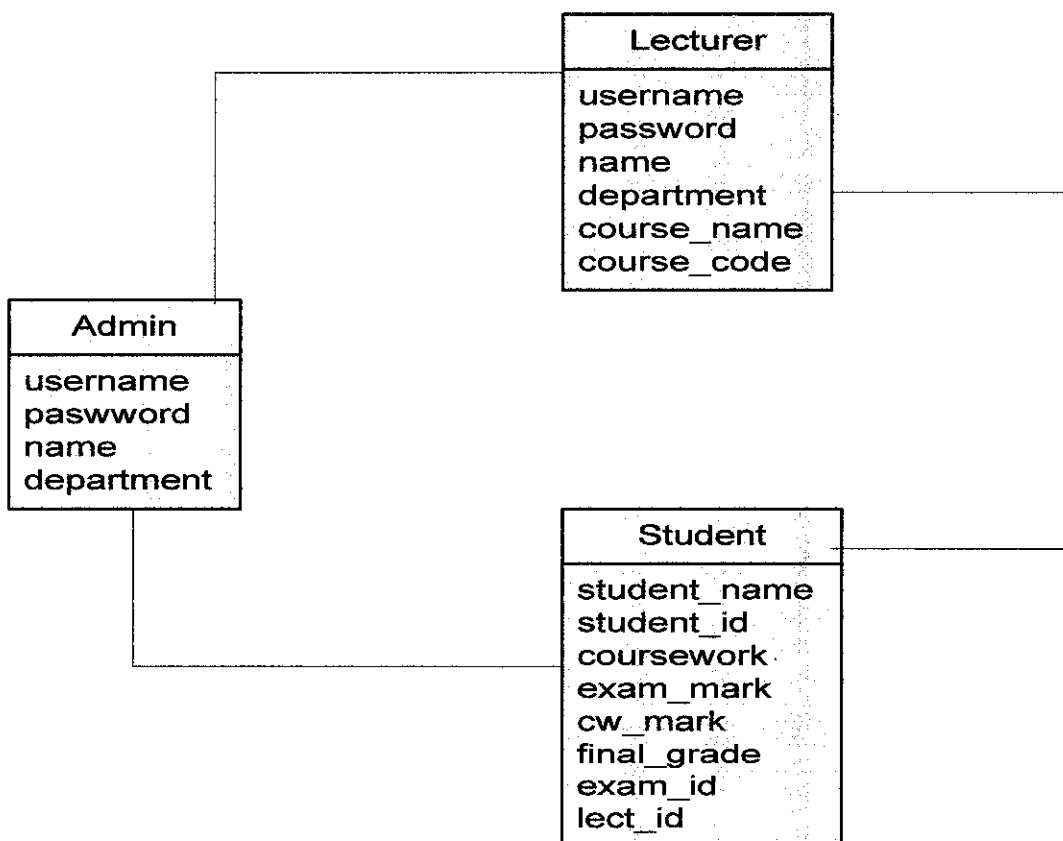 Lecturer
username
password
name
department
course_name
course_code
Admin
username
paswword
name
department
Student
student_name
student_id
coursework
exam_mark
cw_mark
final_grade
exam_id
lect_id